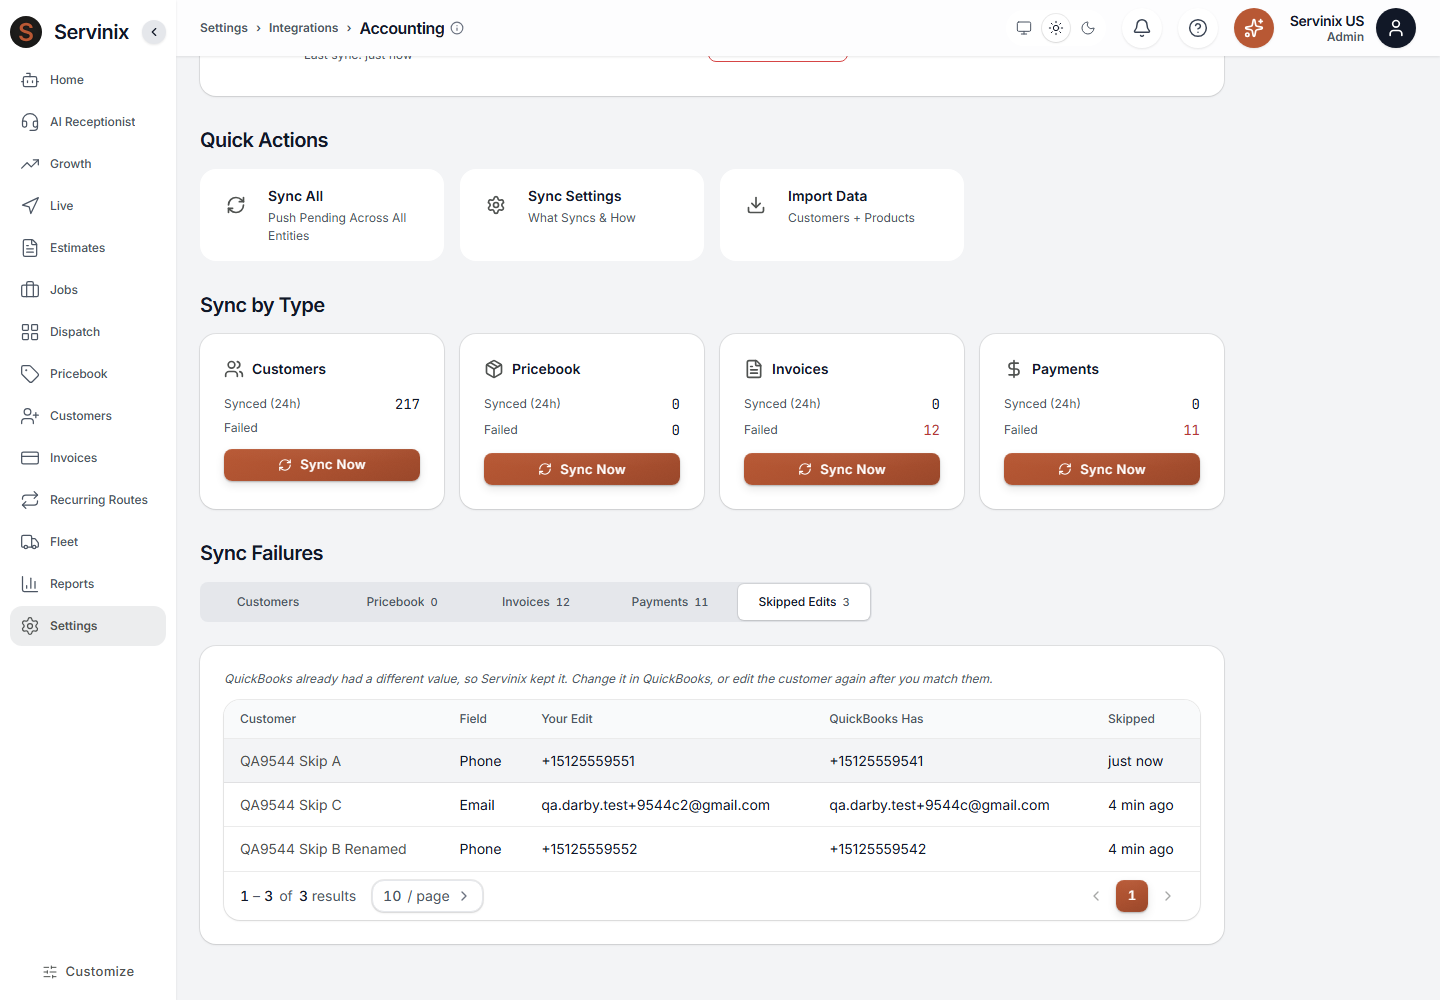 Servinix
Settings › Integrations › Accounting
Servinix US
Admin
Home
AI Receptionist
Growth
Live
Estimates
Jobs
Dispatch
Pricebook
Customers
Invoices
Recurring Routes
Fleet
Reports
Settings
Customize
Last sync: just now
Quick Actions
Sync All
Push Pending Across All
Entities
Sync Settings
What Syncs & How
Import Data
Customers + Products
Sync by Type
Customers
Synced (24h) 217
Failed
Sync Now
Pricebook
Synced (24h) 0
Failed 0
Sync Now
Invoices
Synced (24h) 0
Failed 12
Sync Now
Payments
Synced (24h) 0
Failed 11
Sync Now
Sync Failures
Customers Pricebook 0 Invoices 12 Payments 11 Skipped Edits 3
QuickBooks already had a different value, so Servinix kept it. Change it in QuickBooks, or edit the customer again after you match them.
Customer Field Your Edit QuickBooks Has Skipped
QA9544 Skip A Phone +15125559551 +15125559541 just now
QA9544 Skip C Email qa.darby.test+9544c2@gmail.com qa.darby.test+9544c@gmail.com 4 min ago
QA9544 Skip B Renamed Phone +15125559552 +15125559542 4 min ago
1 – 3 of 3 results 10 / page 1